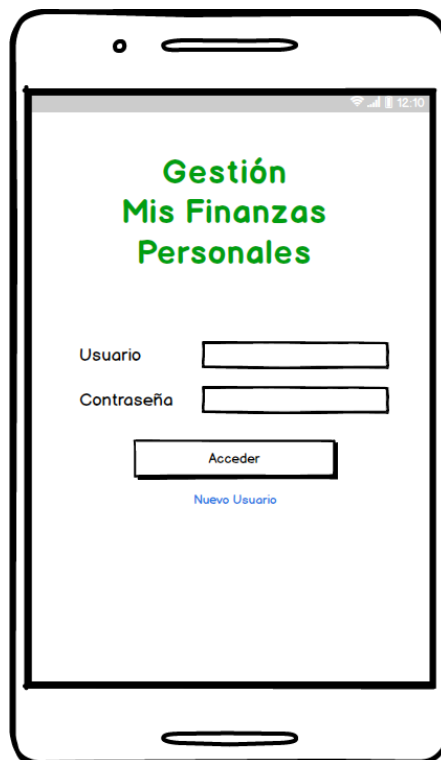 12:10
Gestión
Mis Finanzas
Personales
Usuario
Contraseña
Acceder
Nuevo Usuario